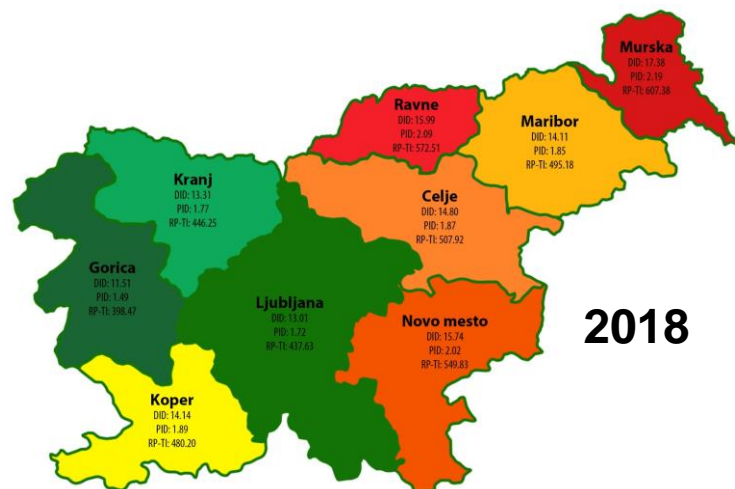 Murska
DID: 17.38
PID: 2.19
RP-TI: 607.38
Ravne
DID: 15.99
PID: 2.09
RP-TI: 572.51
Maribor
DID: 14.11
PID: 1.85
RP-TI: 495.18
Kranj
DID: 13.31
PID: 1.77
RP-TI: 446.25
Celje
DID: 14.80
PID: 1.87
RP-TI: 507.92
Gorica
DID: 11.51
PID: 1.49
RP-TI: 398.47
Ljubljana
DID: 13.01
PID: 1.72
RP-TI: 437.63
Novo mesto
DID: 15.74
PID: 2.02
RP-TI: 549.83
2018
Koper
DID: 14.14
PID: 1.89
RP-TI: 480.20